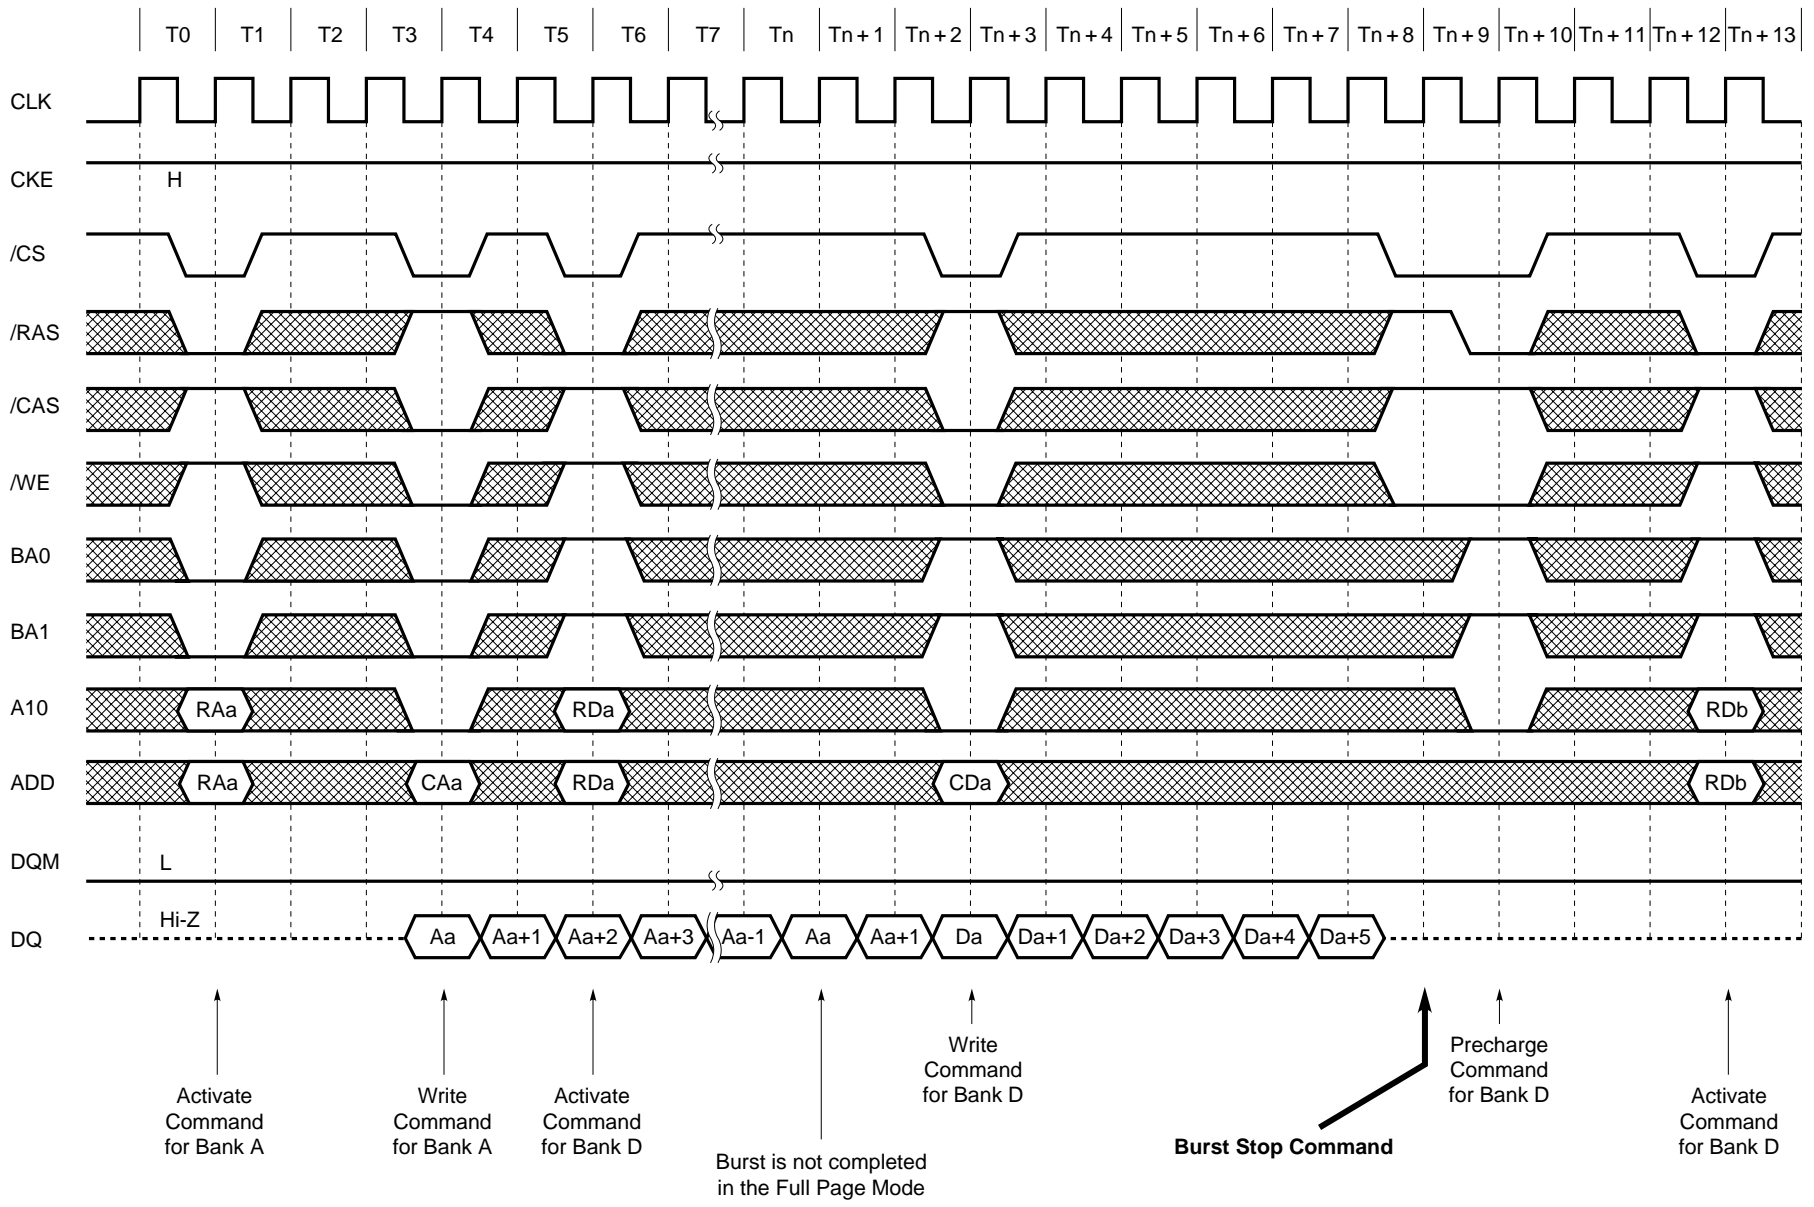 T0 T1 T2 T3 T4 T5 T6 T7 Tn Tn + 1 Tn + 2 Tn + 3 Tn + 4 Tn + 5 Tn + 6 Tn + 7 Tn + 8 Tn + 9 Tn + 10 Tn + 11 Tn + 12 Tn + 13
CLK
CKE H
/CS
/RAS
/CAS
/WE
BA0
BA1
A10 RAa RDa RDb
ADD RAa CAa RDa CDa RDb
DQM L
Hi-Z
DQ Aa Aa+1 Aa+2 Aa+3 Aa-1 Aa Aa+1 Da Da+1 Da+2 Da+3 Da+4 Da+5
Activate
Command
for Bank A
Write
Command
for Bank A
Activate
Command
for Bank D
Burst is not completed
in the Full Page Mode
Write
Command
for Bank D
Burst Stop Command
Precharge
Command
for Bank D
Activate
Command
for Bank D